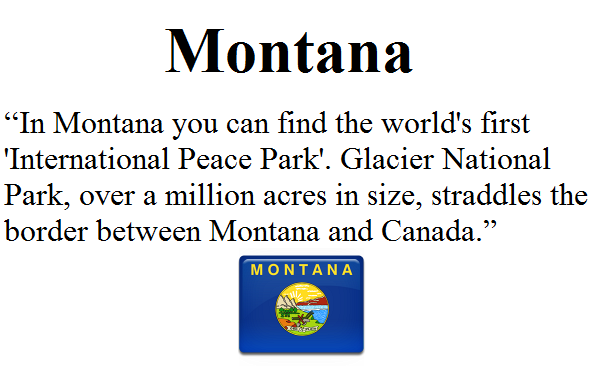 Montana
“In Montana you can find the world's first
'International Peace Park'. Glacier National
Park, over a million acres in size, straddles the
border between Montana and Canada.”
MONTANA